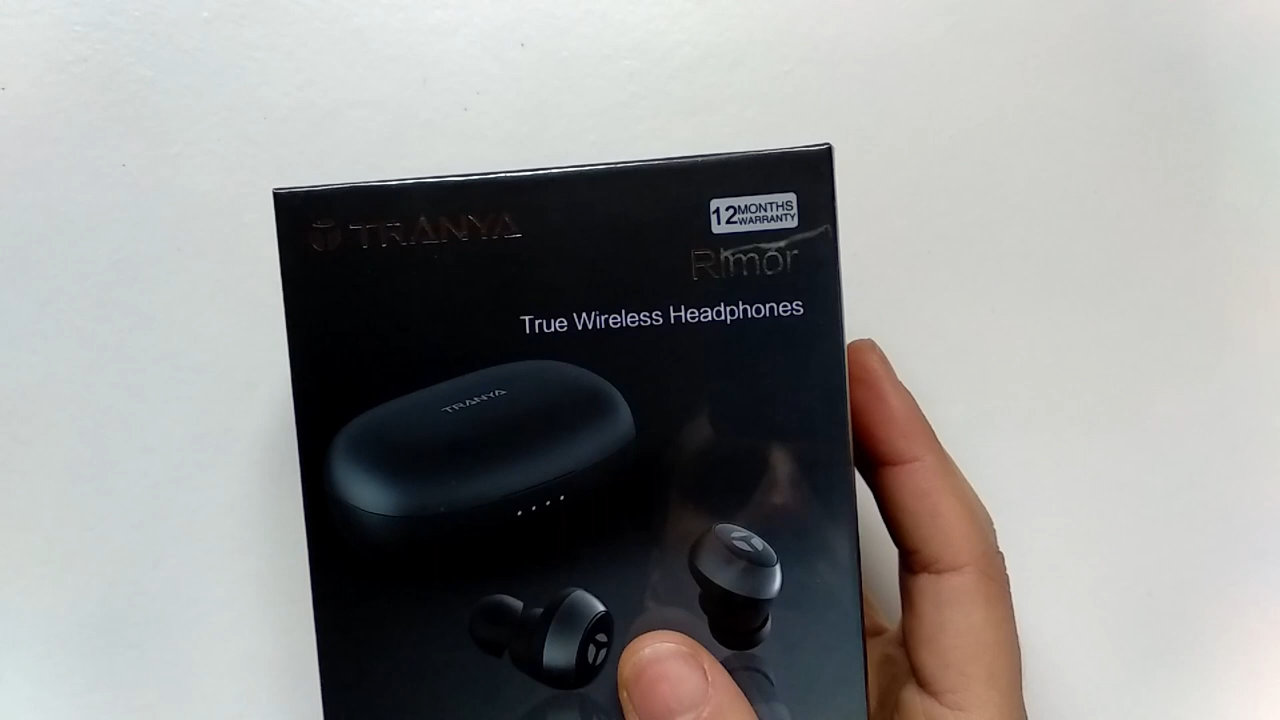 TRANYA
12 MONTHS
WARRANTY
Rimor
True Wireless Headphones
TRANYA